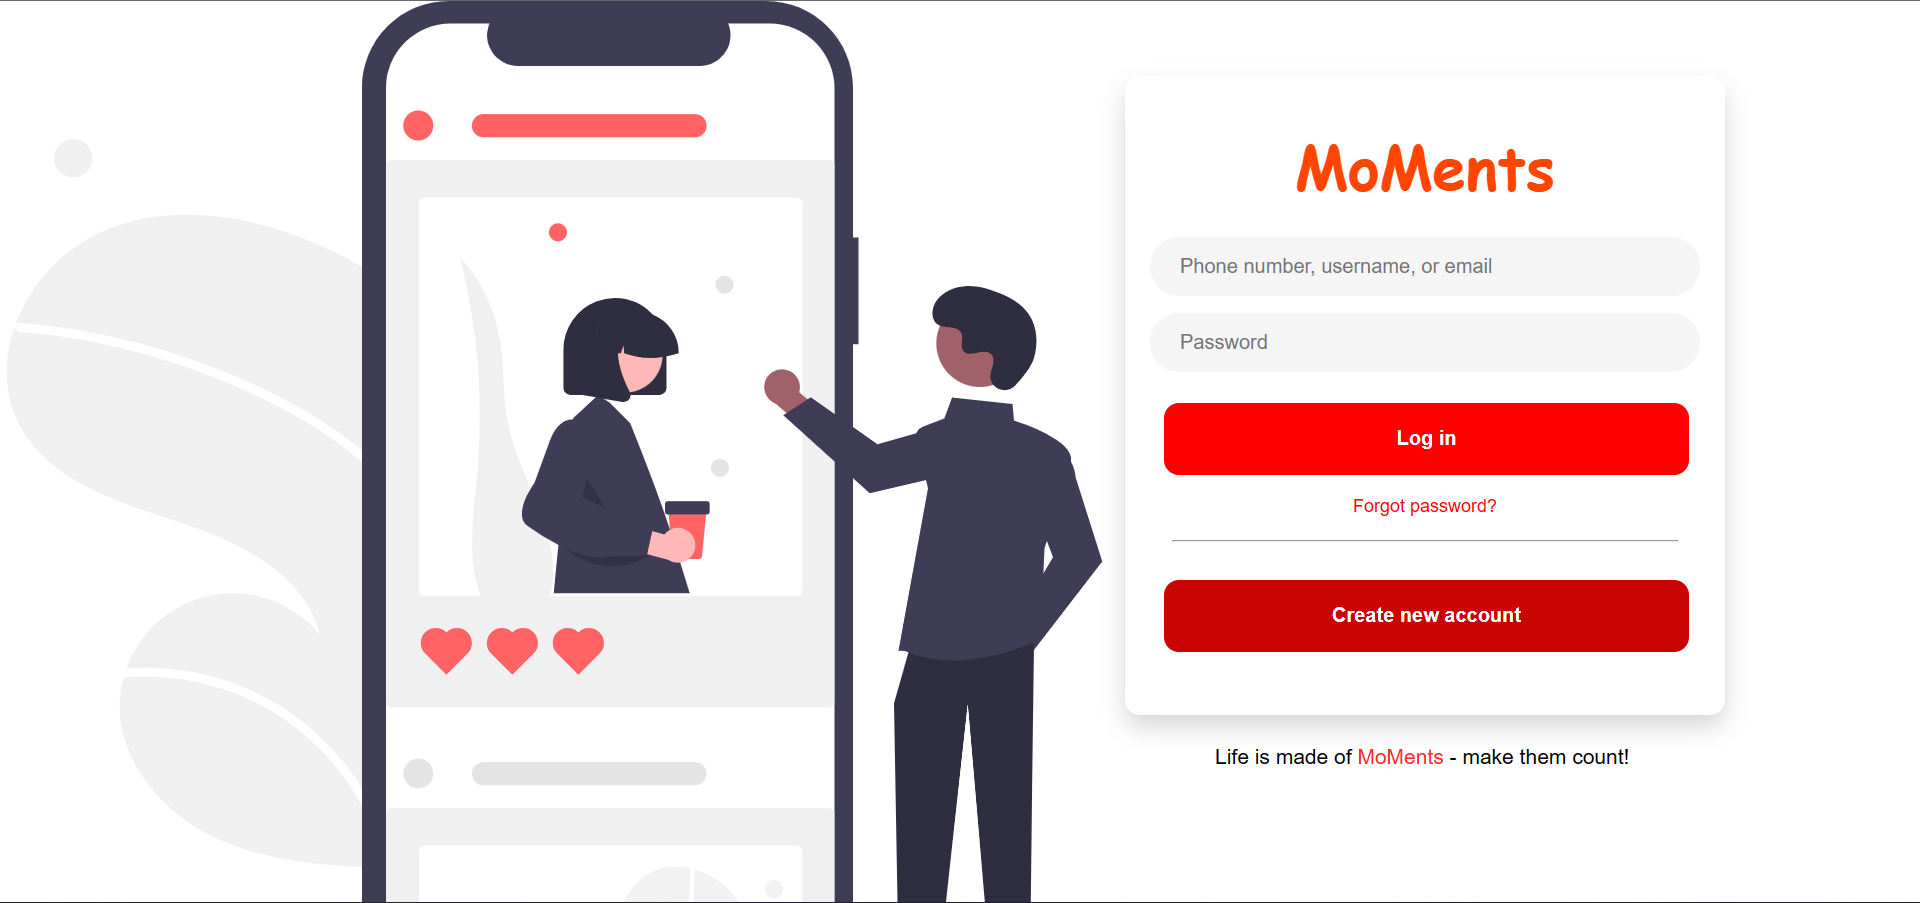 MoMents
Phone number, username, or email
Password
Log in
Forgot password?
Create new account
Life is made of MoMents - make them count!